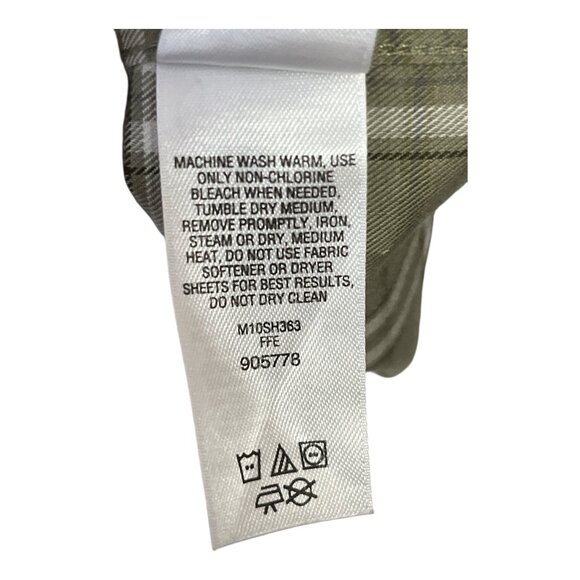 MACHINE WASH WARM, USE
ONLY NON-CHLORINE
BLEACH WHEN NEEDED,
TUMBLE DRY MEDIUM,
REMOVE PROMPTLY, IRON,
STEAM OR DRY, MEDIUM
HEAT, DO NOT USE FABRIC
SOFTENER OR DRYER
SHEETS FOR BEST RESULTS,
DO NOT DRY CLEAN
M10SH363
FFE
905778